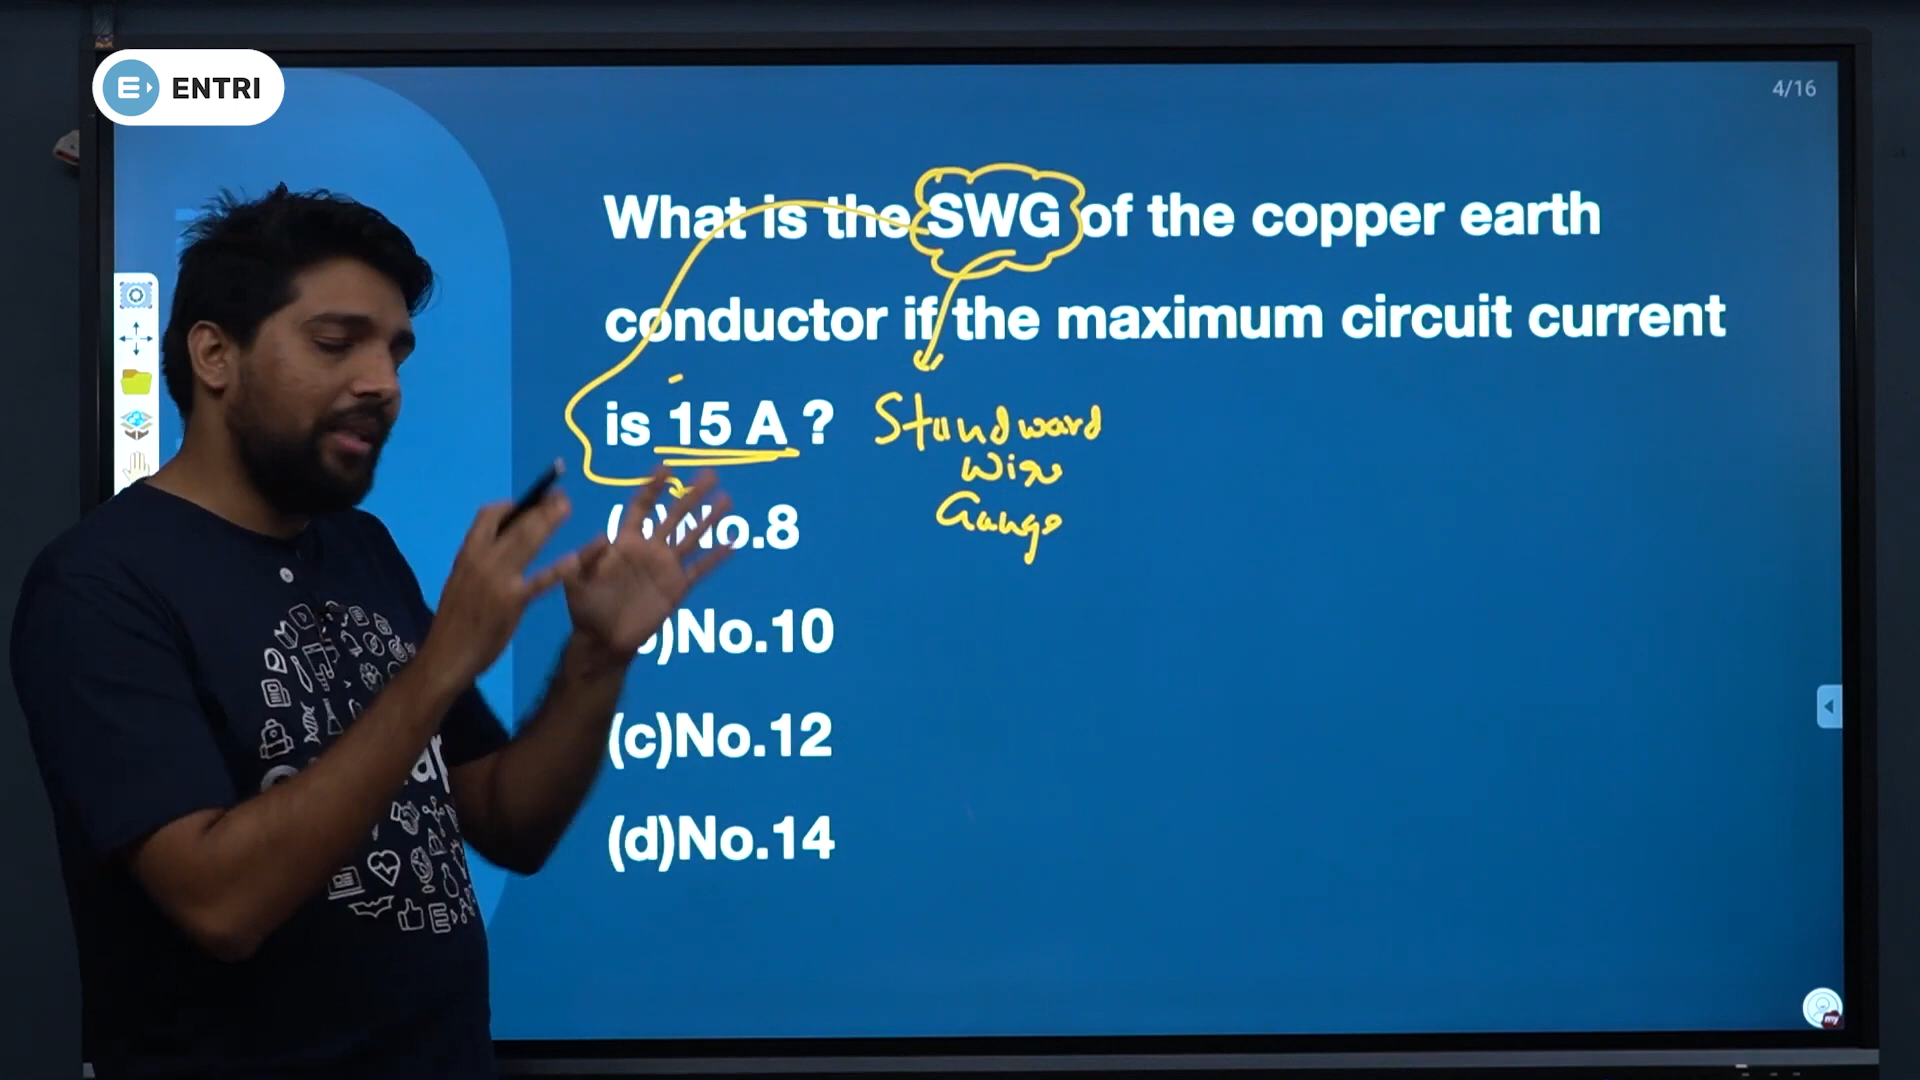 ENTRI
4/16
What is the SWG of the copper earth
conductor if the maximum circuit current
is 15 A ?
Standward
Wire
Gauge
No.8
)No.10
(c)No.12
(d)No.14